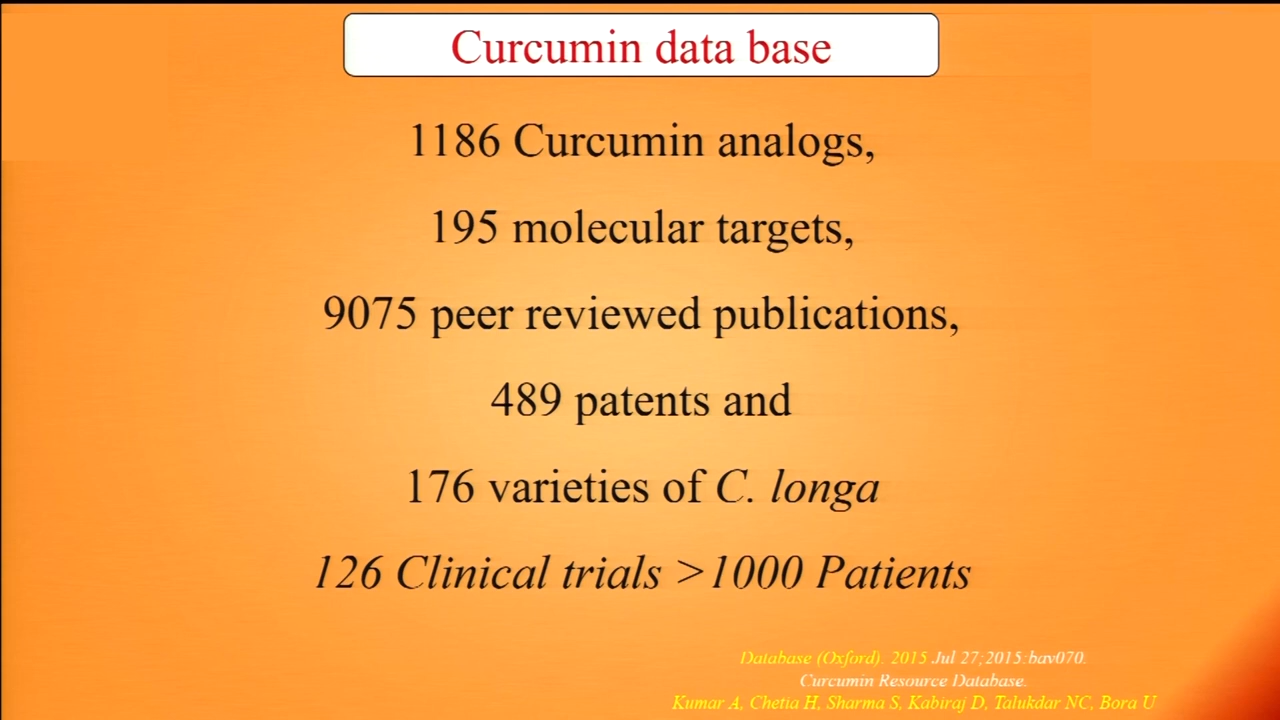 Curcumin data base
1186 Curcumin analogs,
195 molecular targets,
9075 peer reviewed publications,
489 patents and
176 varieties of C. longa
126 Clinical trials >1000 Patients
Database (Oxford). 2015 Jul 27;2015:bav070.
Curcumin Resource Database.
Kumar A, Chetia H, Sharma S, Kabiraj D, Talukdar NC, Bora U